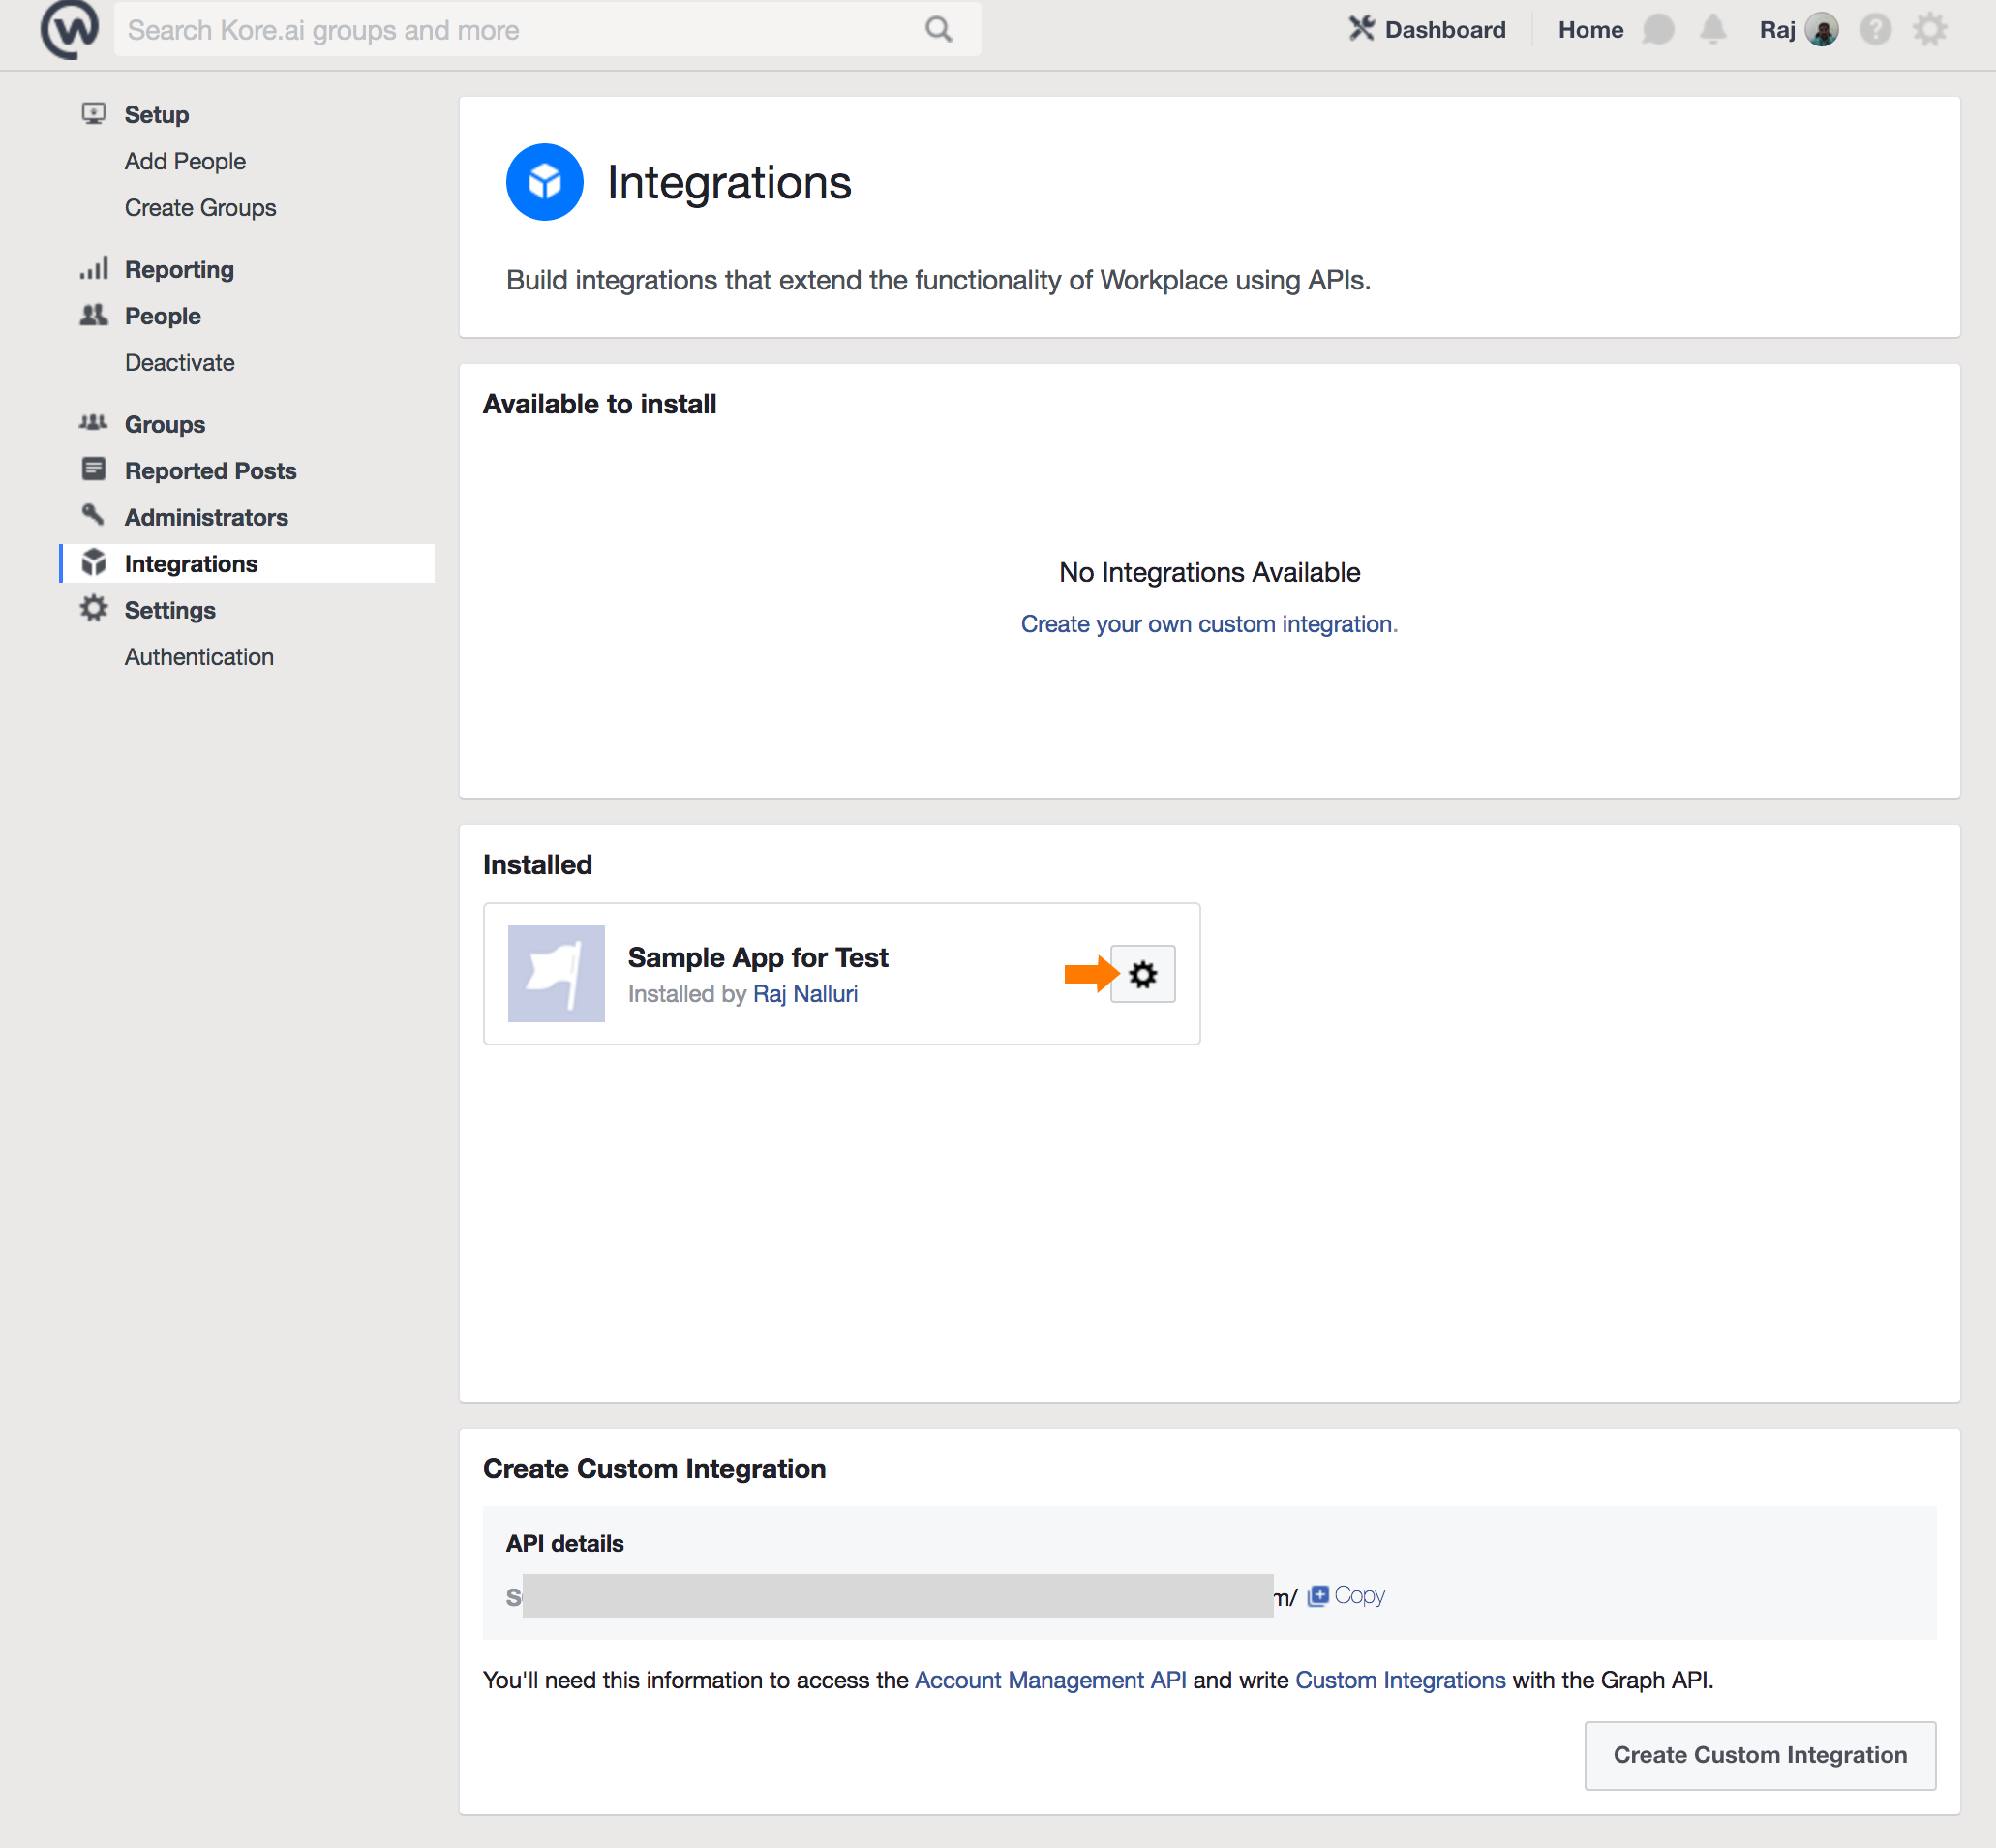 Search Kore.ai groups and more
Dashboard
Home
Raj
Setup
Add People
Create Groups
Reporting
People
Deactivate
Groups
Reported Posts
Administrators
Integrations
Settings
Authentication
Integrations
Build integrations that extend the functionality of Workplace using APIs.
Available to install
No Integrations Available
Create your own custom integration.
Installed
Sample App for Test
Installed by Raj Nalluri
Create Custom Integration
API details
m/ Copy
You'll need this information to access the Account Management API and write Custom Integrations with the Graph API.
Create Custom Integration